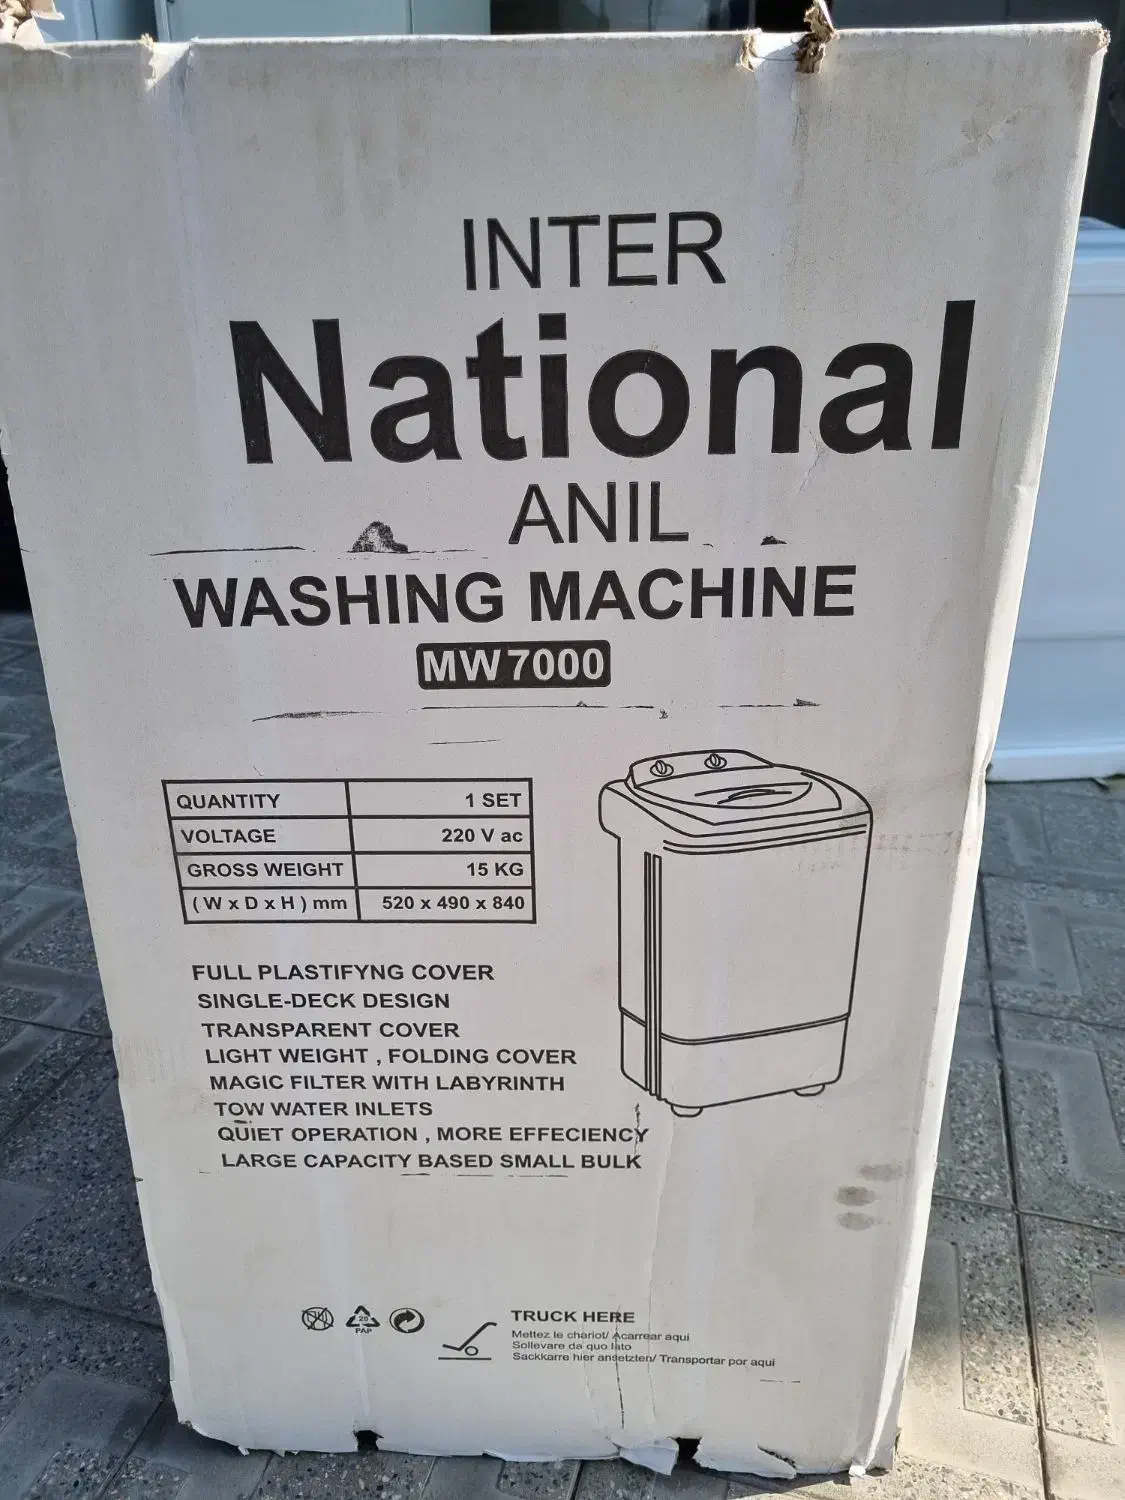 INTER
National
ANIL
WASHING MACHINE
MW7000
QUANTITY 1 SET
VOLTAGE 220 V ac
GROSS WEIGHT 15 KG
( W x D x H ) mm 520 x 490 x 840
FULL PLASTIFYNG COVER
SINGLE-DECK DESIGN
TRANSPARENT COVER
LIGHT WEIGHT , FOLDING COVER
MAGIC FILTER WITH LABYRINTH
TOW WATER INLETS
QUIET OPERATION , MORE EFFECIENCY
LARGE CAPACITY BASED SMALL BULK
20
PAP
TRUCK HERE
Mettez le chariot/ Acarrear aqui
Sollevare da quo lato
Sackkarre hier ansetzten/ Transportar por aqui